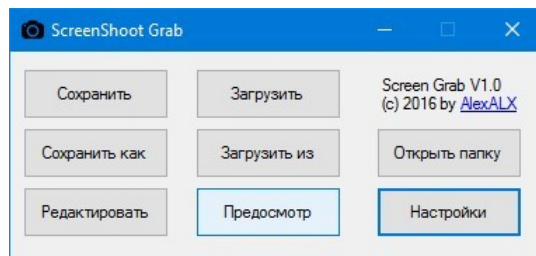 ScreenShoot Grab
Сохранить
Загрузить
Screen Grab V1.0
(c) 2016 by AlexALX
Сохранить как
Загрузить из
Открыть папку
Редактировать
Предосмотр
Настройки